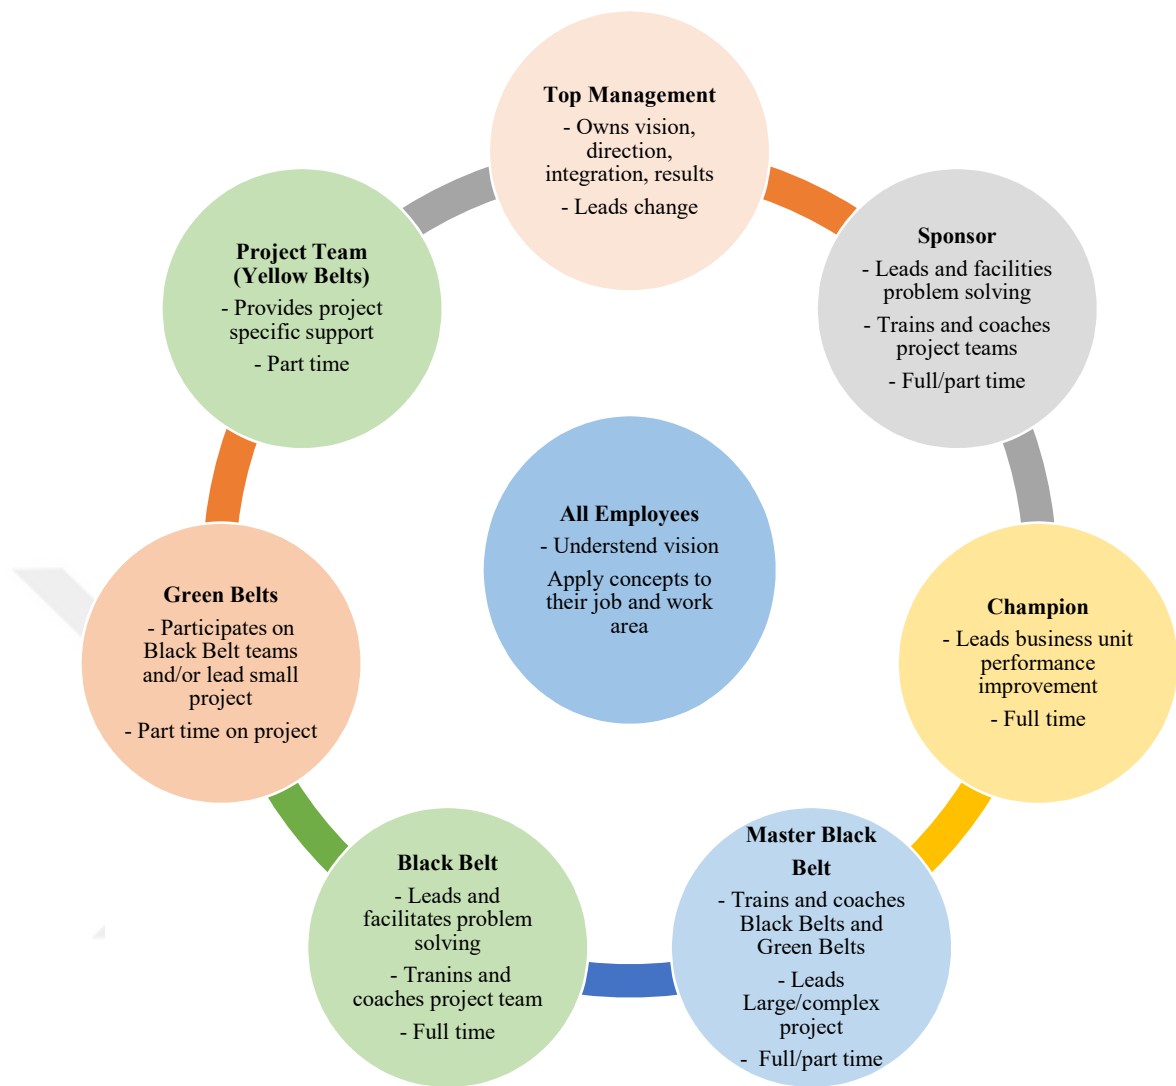 Top Management
- Owns vision,
direction,
integration, results
- Leads change
Sponsor
- Leads and facilities
problem solving
- Trains and coaches
project teams
- Full/part time
Champion
- Leads business unit
performance
improvement
- Full time
Master Black
Belt
- Trains and coaches
Black Belts and
Green Belts
- Leads
Large/complex
project
- Full/part time
Black Belt
- Leads and
facilitates problem
solving
- Tranins and
coaches project team
- Full time
Green Belts
- Participates on
Black Belt teams
and/or lead small
project
- Part time on project
Project Team
(Yellow Belts)
- Provides project
specific support
- Part time
All Employees
- Understend vision
Apply concepts to
their job and work
area